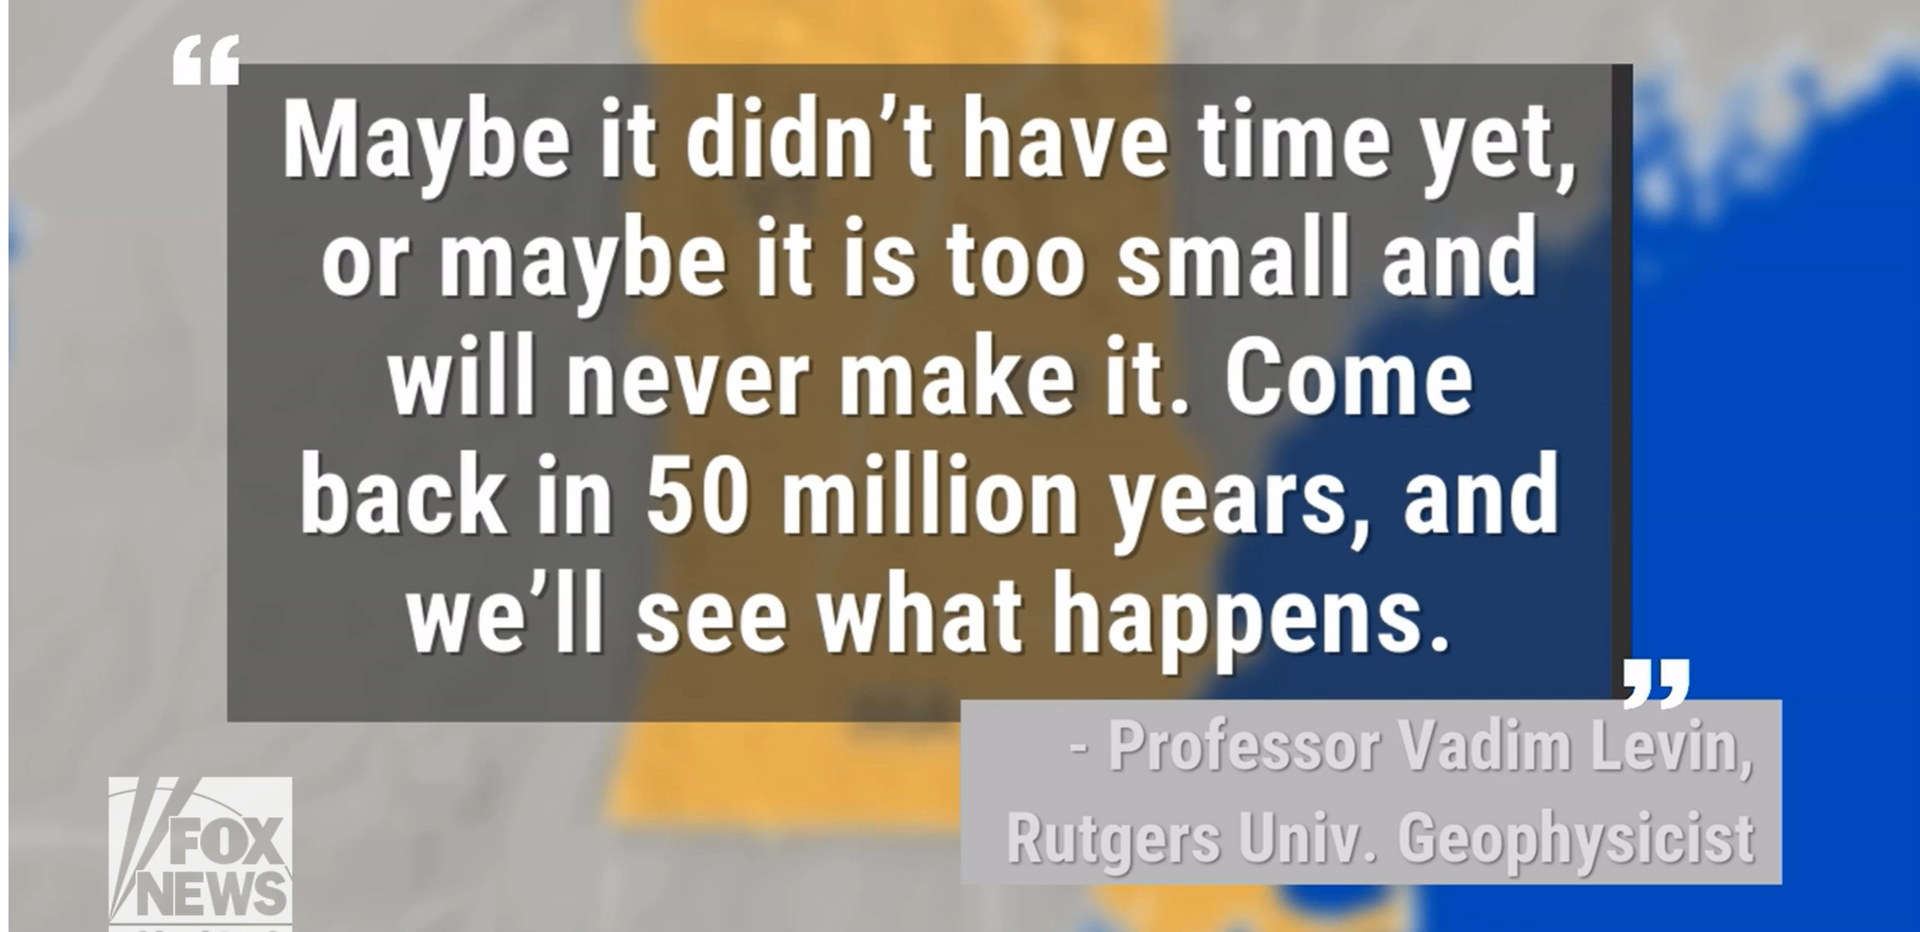 “
Maybe it didn’t have time yet,
or maybe it is too small and
will never make it. Come
back in 50 million years, and
we’ll see what happens.
”
- Professor Vadim Levin,
Rutgers Univ. Geophysicist
FOX
NEWS